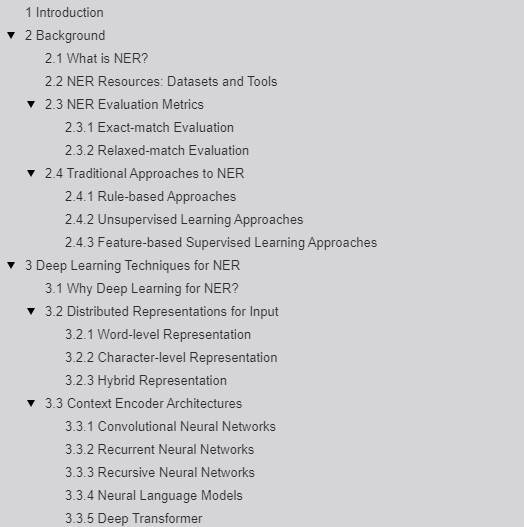 1 Introduction
2 Background
2.1 What is NER?
2.2 NER Resources: Datasets and Tools
2.3 NER Evaluation Metrics
2.3.1 Exact-match Evaluation
2.3.2 Relaxed-match Evaluation
2.4 Traditional Approaches to NER
2.4.1 Rule-based Approaches
2.4.2 Unsupervised Learning Approaches
2.4.3 Feature-based Supervised Learning Approaches
3 Deep Learning Techniques for NER
3.1 Why Deep Learning for NER?
3.2 Distributed Representations for Input
3.2.1 Word-level Representation
3.2.2 Character-level Representation
3.2.3 Hybrid Representation
3.3 Context Encoder Architectures
3.3.1 Convolutional Neural Networks
3.3.2 Recurrent Neural Networks
3.3.3 Recursive Neural Networks
3.3.4 Neural Language Models
3.3.5 Deep Transformer